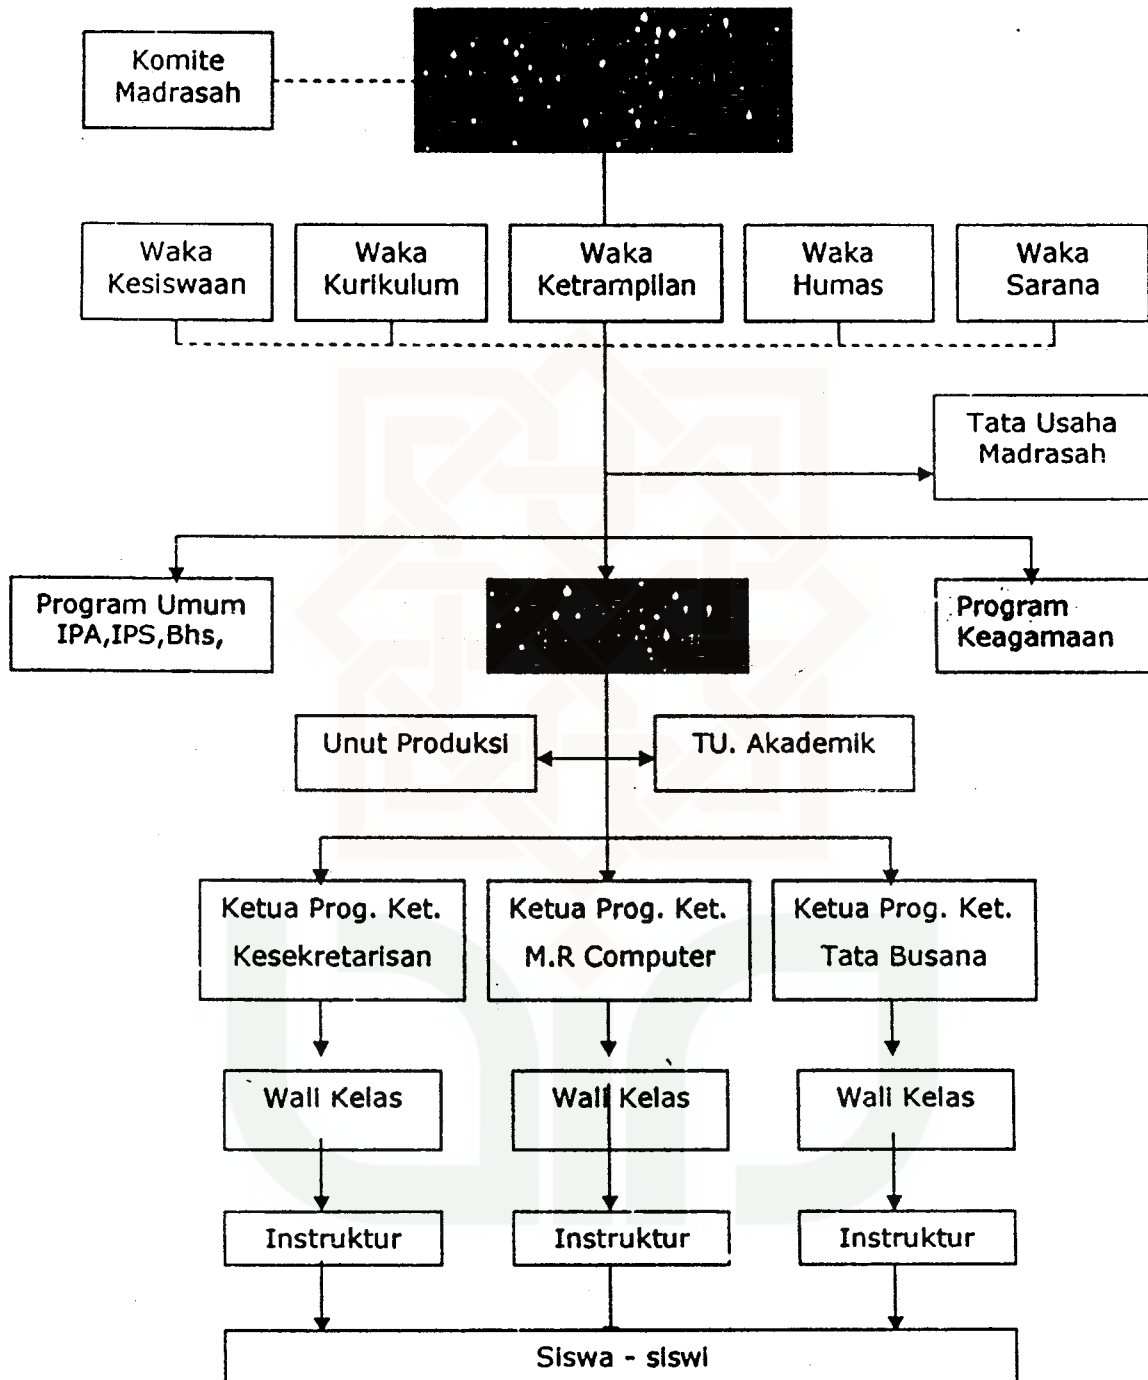 Komite
Madrasah
Waka
Kesiswaan
Waka
Kurikulum
Waka
Ketrampilan
Waka
Humas
Waka
Sarana
Tata Usaha
Madrasah
Program Umum
IPA,IPS,Bhs,
Program
Keagamaan
Unut Produksi
TU. Akademik
Ketua Prog. Ket.
Kesekretarisan
Ketua Prog. Ket.
M.R Computer
Ketua Prog. Ket.
Tata Busana
Wali Kelas
Wali Kelas
Wali Kelas
Instruktur
Instruktur
Instruktur
Siswa - siswi